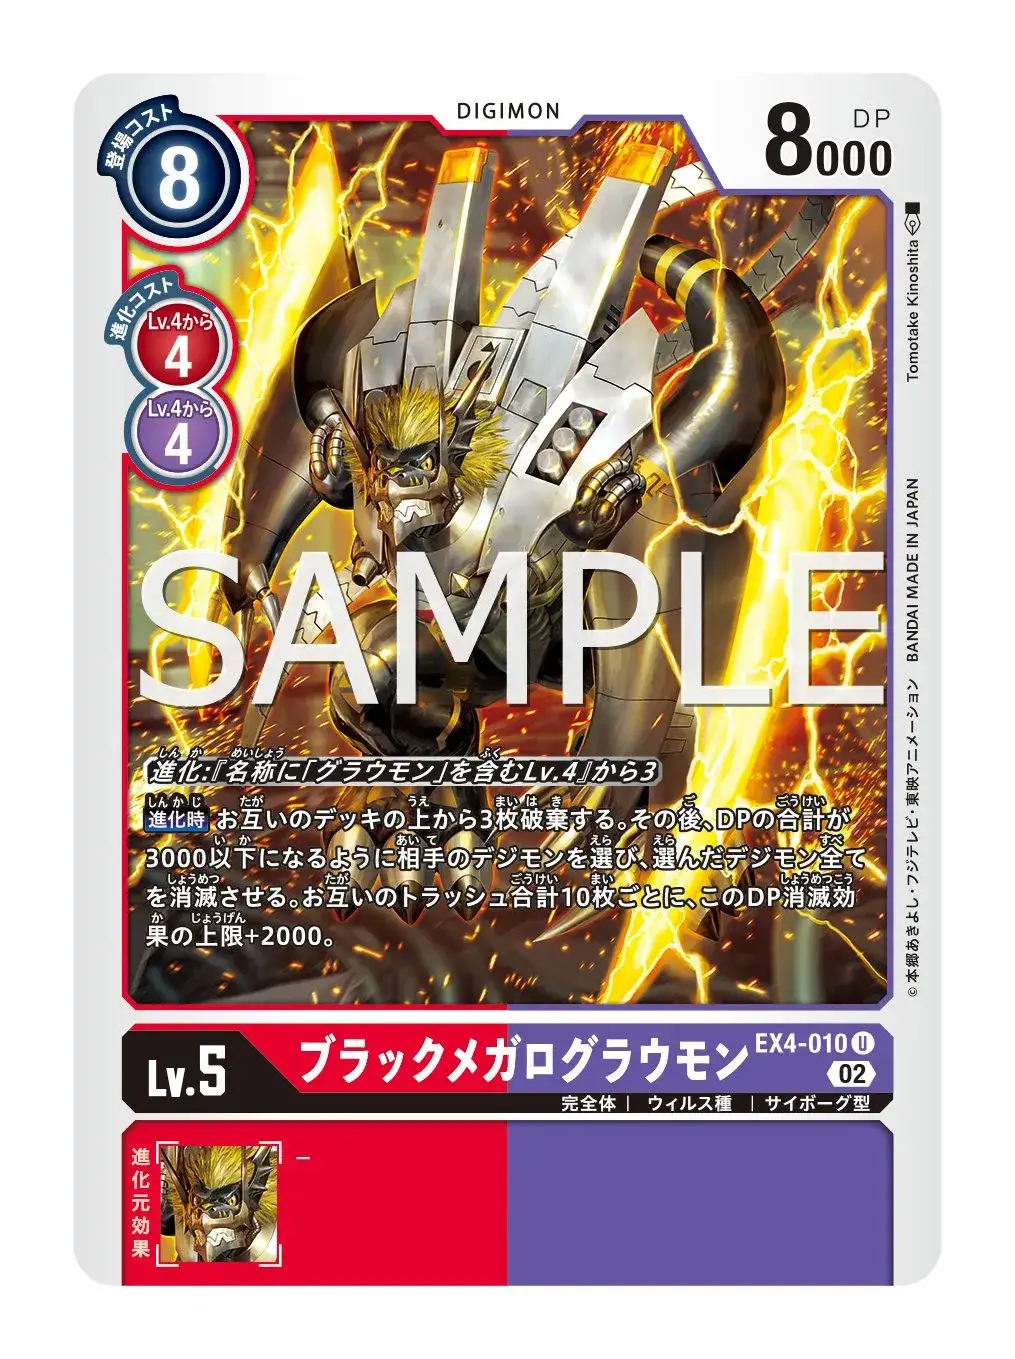 DIGIMON
登場コスト
8
8000
DP
進化コスト
Lv.4から
4
Lv.4から
4
Tomotake Kinoshita
SAMPLE
進化:『名称に「グラウモン」を含むLv.4』から3
進化時 お互いのデッキの上から3枚破棄する。その後、DPの合計が
3000以下になるように相手のデジモンを選び、選んだデジモン全て
を消滅させる。お互いのトラッシュ合計10枚ごとに、このDP消滅効
果の上限+2000。
©本郷あきよし・フジテレビ・東映アニメーション BANDAI MADE IN JAPAN
Lv.5
ブラックメガログラウモン
EX4-010 U
02
完全体 | ウィルス種 | サイボーグ型
進化元効果
–